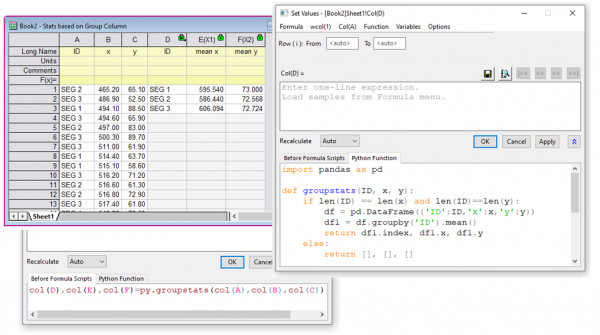 Book2 - Stats based on Group Column
A B C D E(X1) F(X2)
Long Name ID x y ID mean x mean y
Units
Comments
F(x)=
1 SEG 2 465.20 65.10 SEG 1 595.540 73.000
2 SEG 3 486.90 52.50 SEG 2 586.440 72.568
3 SEG 1 494.10 88.50 SEG 3 606.094 72.724
4 SEG 3 494.60 65.90
5 SEG 2 497.00 83.00
6 SEG 3 500.30 89.70
7 SEG 3 511.00 61.90
8 SEG 1 514.40 63.70
9 SEG 1 515.10 58.60
10 SEG 3 516.20 71.20
11 SEG 2 516.60 61.30
12 SEG 2 516.80 72.90
13 SEG 3 517.40 61.80
Sheet1
Recalculate Auto OK Cance
Before Formula Scripts Python Function
col(D),col(E),col(F)=py.groupstats(col(A),col(B),col(C))
Set Values - [Book2]Sheet1!Col(D)
Formula wcol(1) Col(A) Function Variables Options
Row (i): From <auto> To <auto>
Col(D) =
|<< << >> >>|
Enter one-line expression.
Load samples from Formula menu.
Recalculate Auto OK Cancel Apply
Before Formula Scripts Python Function
import pandas as pd
def groupstats(ID, x, y):
if len(ID) == len(x) and len(ID)==len(y):
df = pd.DataFrame({'ID':ID,'x':x,'y':y})
df1 = df.groupby('ID').mean()
return df1.index, df1.x, df1.y
else:
return [], [], []